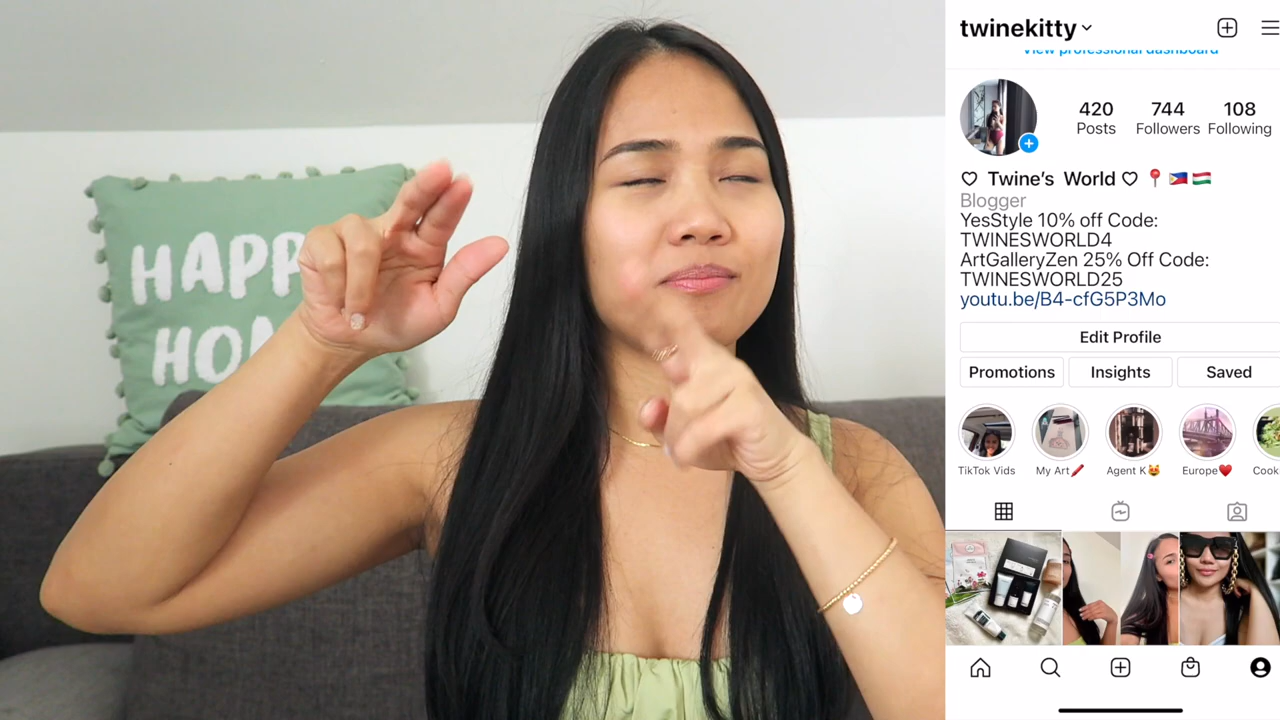 HAPP
HOM
twinekitty
View professional dashboard
420
744
108
Posts
Followers
Following
♡ Twine's World ♡ 📍 🇵🇭 🇭🇺
Blogger
YesStyle 10% off Code:
TWINESWORLD4
ArtGalleryZen 25% Off Code:
TWINESWORLD25
youtu.be/B4-cfG5P3Mo
Edit Profile
Promotions
Insights
Saved
TikTok Vids
My Art🖍️
Agent K😻
Europe♥️
Cook